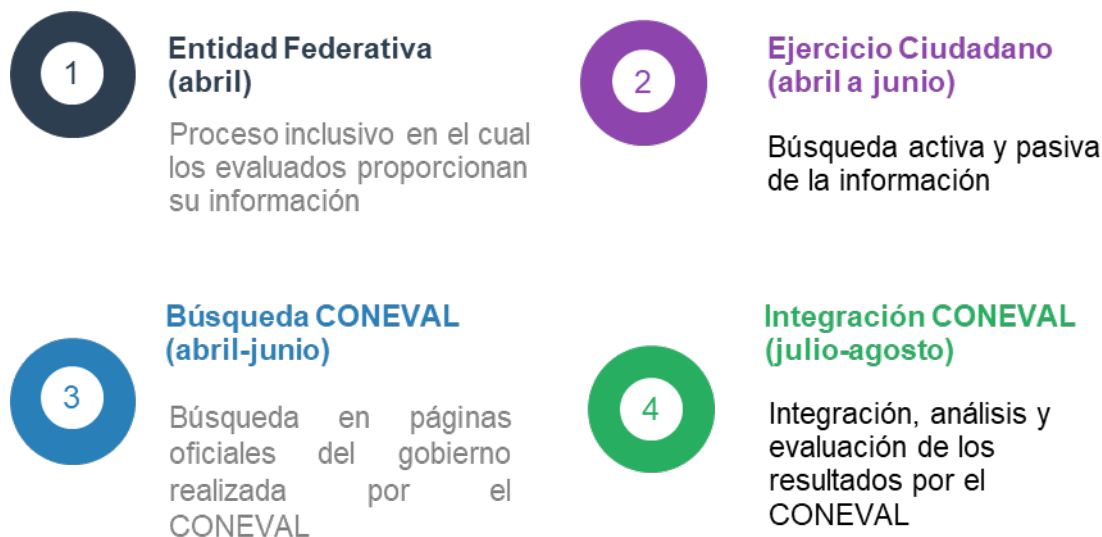 1
Entidad Federativa
(abril)
Proceso inclusivo en el cual
los evaluados proporcionan
su información
2
Ejercicio Ciudadano
(abril a junio)
Búsqueda activa y pasiva
de la información
3
Búsqueda CONEVAL
(abril-junio)
Búsqueda en páginas
oficiales del gobierno
realizada por el
CONEVAL
4
Integración CONEVAL
(julio-agosto)
Integración, análisis y
evaluación de los
resultados por el
CONEVAL